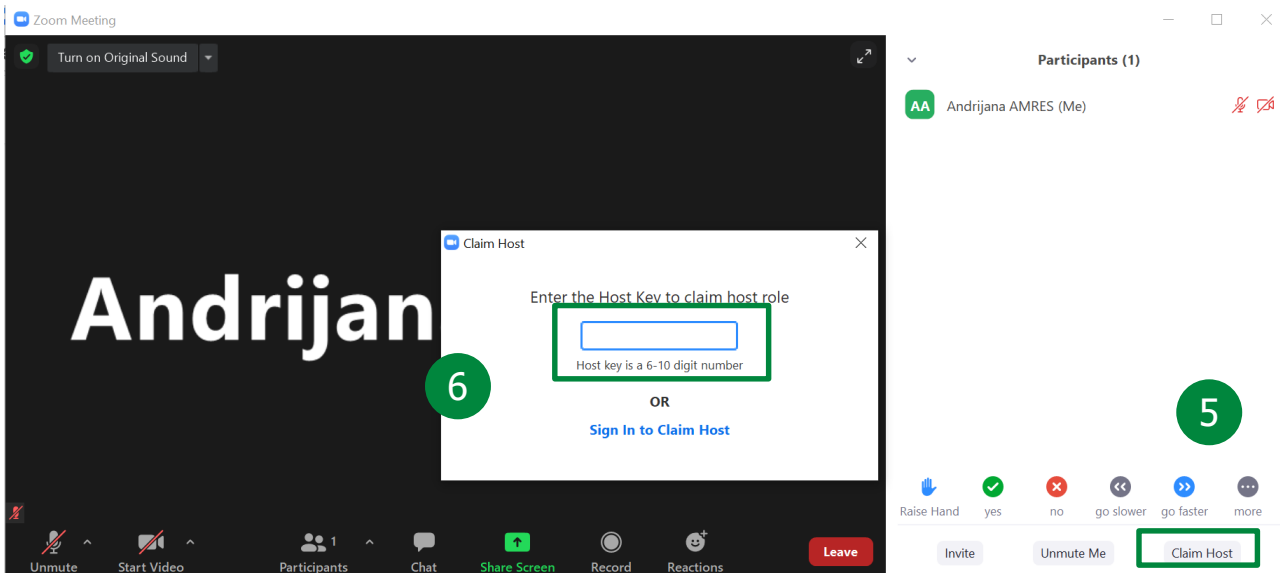 Zoom Meeting
Turn on Original Sound
Participants (1)
AA
Andrijana AMRES (Me)
Andrijan
Claim Host
Enter the Host Key to claim host role
Host key is a 6-10 digit number
OR
Sign In to Claim Host
6
5
Raise Hand
yes
no
go slower
go faster
more
Invite
Unmute Me
Claim Host
Unmute
Start Video
1
Participants
Chat
Share Screen
Record
Reactions
Leave